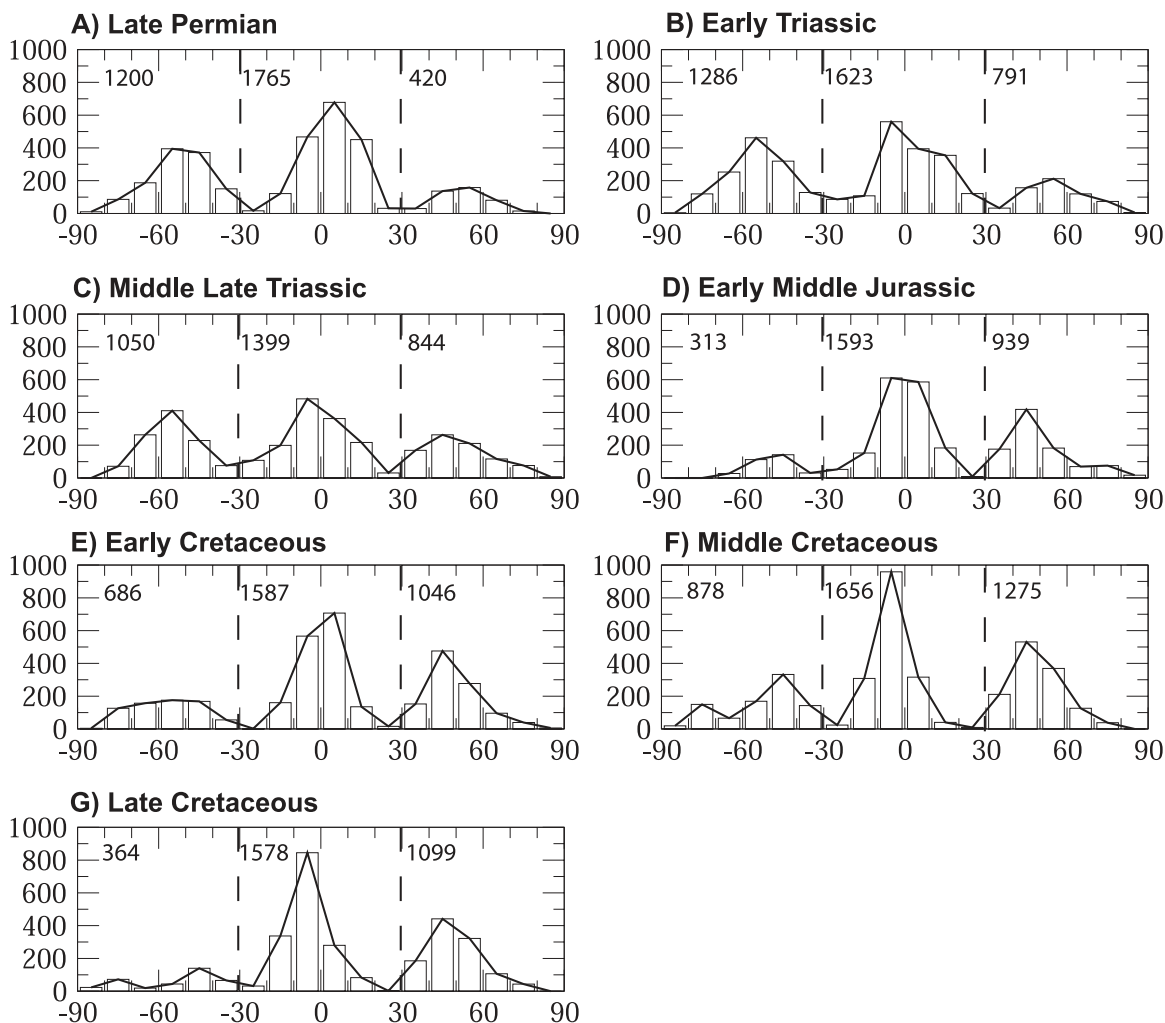 A) Late Permian
1000
800
600
400
200
0
1200 1765 420
-90 -60 -30 0 30 60 90
B) Early Triassic
1000
800
600
400
200
0
1286 1623 791
-90 -60 -30 0 30 60 90
C) Middle Late Triassic
1000
800
600
400
200
0
1050 1399 844
-90 -60 -30 0 30 60 90
D) Early Middle Jurassic
1000
800
600
400
200
0
313 1593 939
-90 -60 -30 0 30 60 90
E) Early Cretaceous
1000
800
600
400
200
0
686 1587 1046
-90 -60 -30 0 30 60 90
F) Middle Cretaceous
1000
800
600
400
200
0
878 1656 1275
-90 -60 -30 0 30 60 90
G) Late Cretaceous
1000
800
600
400
200
0
364 1578 1099
-90 -60 -30 0 30 60 90